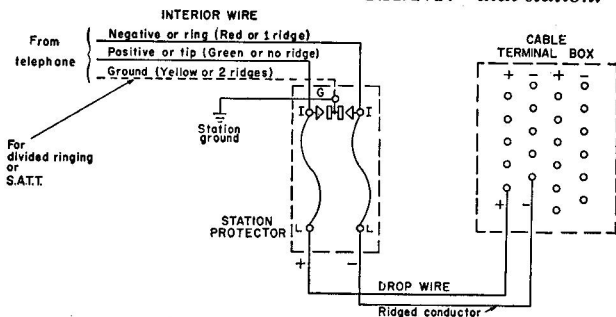 INTERIOR WIRE
From telephone
Negative or ring (Red or 1 ridge)
Positive or tip (Green or no ridge)
Ground (Yellow or 2 ridges)
For
divided ringing
or
S.A.T.T.
G
I
I
Station
ground
STATION
PROTECTOR
L
L
+
−
CABLE
TERMINAL BOX
+ − + −
+ −
DROP WIRE
Ridged conductor